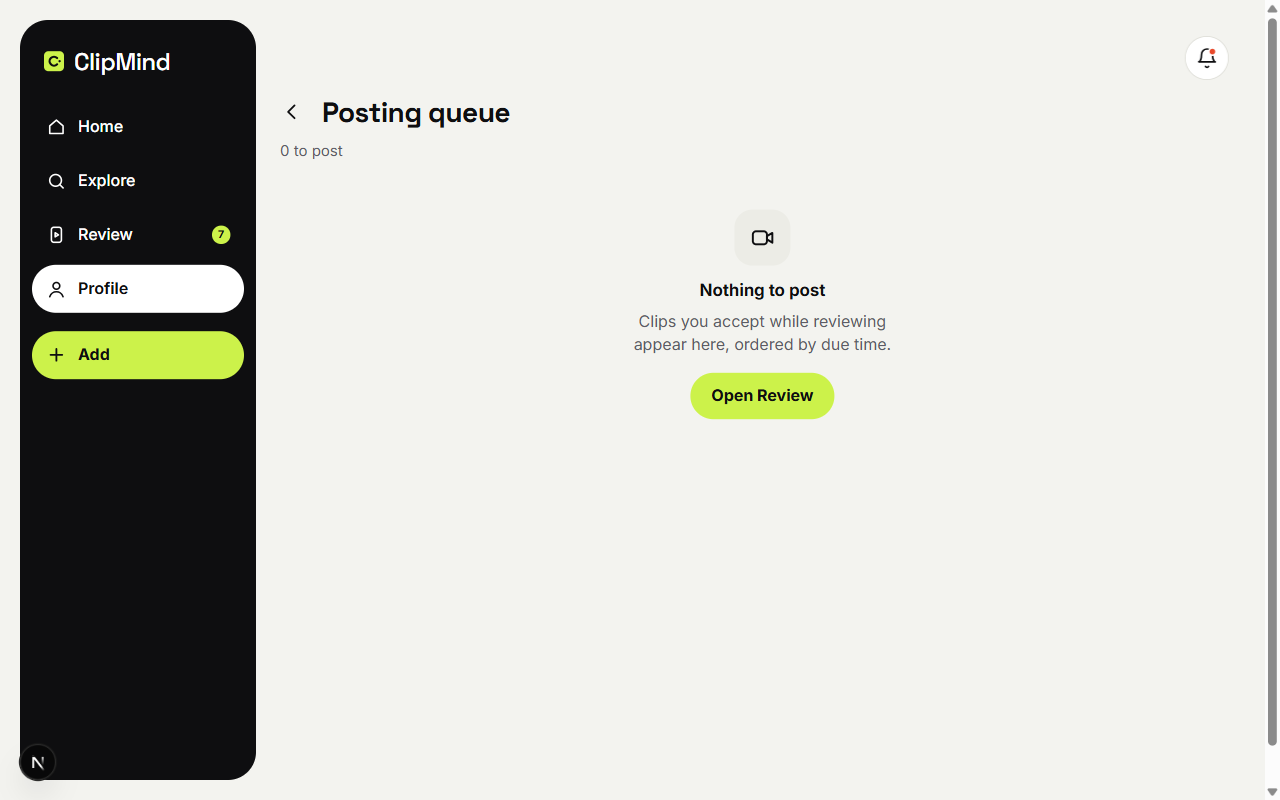 ClipMind
Home
Explore
Review 7
Profile
Add
Posting queue
0 to post
Nothing to post
Clips you accept while reviewing
appear here, ordered by due time.
Open Review
N